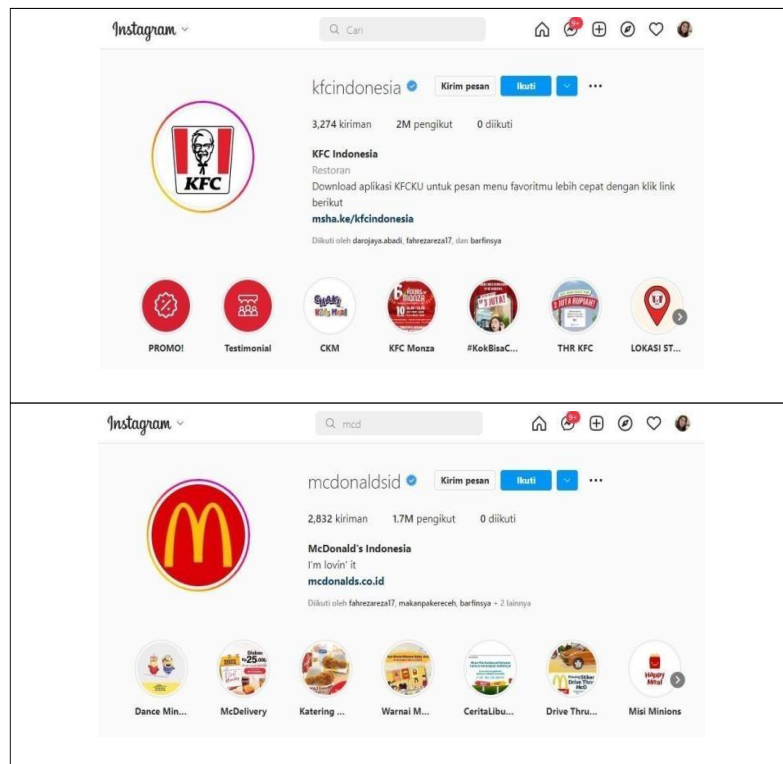 Instagram
Cari
9+
kfcindonesia
Kirim pesan
Ikuti
3,274 kiriman 2M pengikut 0 diikuti
KFC Indonesia
Restoran
Download aplikasi KFCKU untuk pesan menu favoritmu lebih cepat dengan klik link
berikut
msha.ke/kfcindonesia
Diikuti oleh darojaya.abadi, fahrezareza17, dan barfinsya
KFC
PROMO!
Testimonial
CKM
KFC Monza
#KokBisaC...
THR KFC
LOKASI ST...
Instagram
mcd
9+
mcdonaldsid
Kirim pesan
Ikuti
2,832 kiriman 1.7M pengikut 0 diikuti
McDonald's Indonesia
I'm lovin' it
mcdonalds.co.id
Diikuti oleh fahrezareza17, makanpakereceh, barfinsya + 2 lainnya
Happy
Meal
Dance Min...
McDelivery
Katering ...
Warnai M...
CeritaLibu...
Drive Thru...
Misi Minions